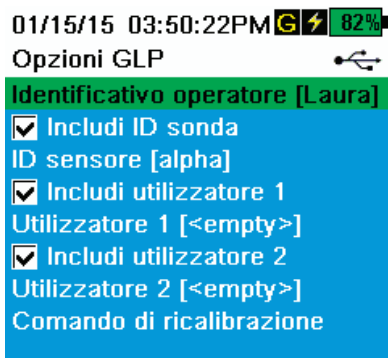 01/15/15 03:50:22PM G 82%
Opzioni GLP
Identificativo operatore [Laura]
Includi ID sonda
ID sensore [alpha]
Includi utilizzatore 1
Utilizzatore 1 [<empty>]
Includi utilizzatore 2
Utilizzatore 2 [<empty>]
Comando di ricalibrazione